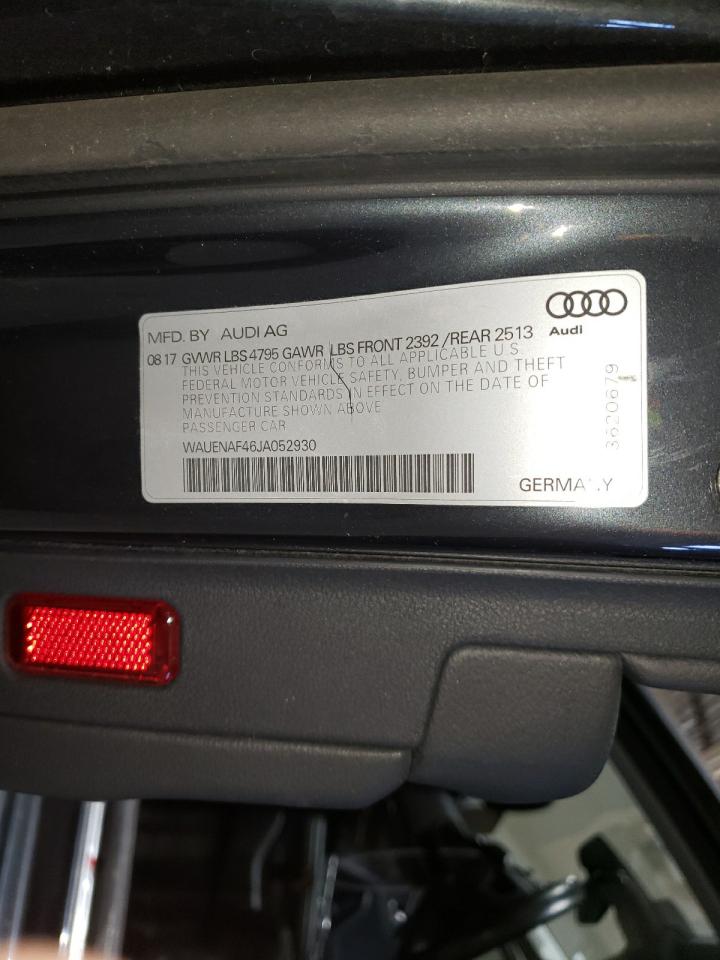 MFD. BY AUDI AG
Audi
08 17 GVWR LBS 4795 GAWR LBS FRONT 2392 /REAR 2513
THIS VEHICLE CONFORMS TO ALL APPLICABLE U.S.
FEDERAL MOTOR VEHICLE SAFETY, BUMPER AND THEFT
PREVENTION STANDARDS IN EFFECT ON THE DATE OF
MANUFACTURE SHOWN ABOVE
PASSENGER CAR
WAUENAF46JA052930
GERMANY
3620679